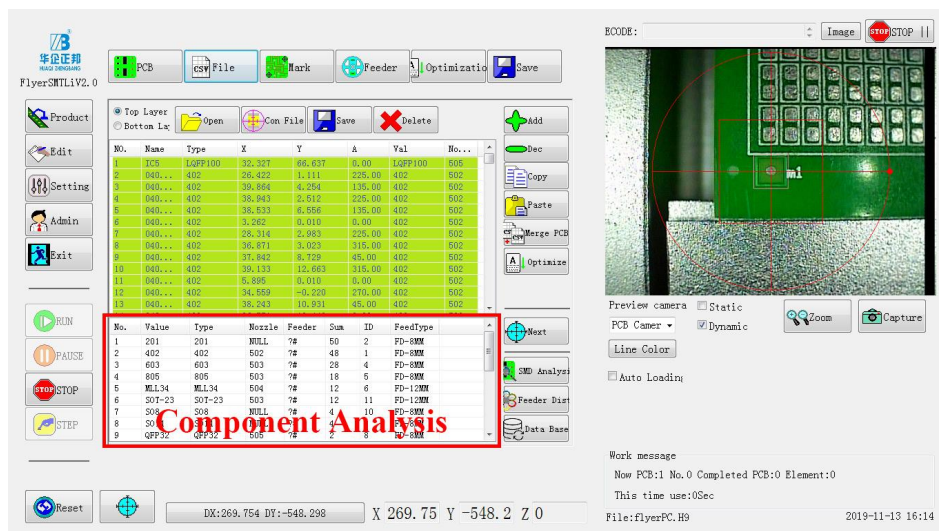 华企正邦
HUAQI ZHENGBANG
FlyerSMTLiV2.0
PCB
CSV File
Mark
Feeder
Optimizatio
Save
ECODE:
Image
STOP STOP ||
Product
Edit
Setting
Admin
Exit
RUN
PAUSE
STOP STOP
STEP
Reset
Top Layer
Bottom La
Open
Con File
Save
Delete
Add
Dec
Copy
Paste
Merge PCB
Optimize
Next
SMD Analysi
Feeder Dist
Data Base
NO. Name Type X Y A Val No...
1 IC5 LQFP100 32.327 66.637 0.00 LQFP100 505
2 040... 402 26.422 1.111 225.00 402 502
3 040... 402 39.864 4.254 135.00 402 502
4 040... 402 38.943 2.512 225.00 402 502
5 040... 402 38.533 6.556 135.00 402 502
6 040... 402 3.262 0.010 0.00 402 502
7 040... 402 28.314 2.983 225.00 402 502
8 040... 402 36.871 3.023 315.00 402 502
9 040... 402 37.842 8.729 45.00 402 502
10 040... 402 39.133 12.663 315.00 402 502
11 040... 402 5.895 0.010 0.00 402 502
12 040... 402 34.559 -0.220 270.00 402 502
13 040... 402 38.243 10.931 45.00 402 502
No. Value Type Nozzle Feeder Sum ID FeedType
1 201 201 NULL ?# 50 2 FD-8MM
2 402 402 502 ?# 48 1 FD-8MM
3 603 603 503 ?# 28 4 FD-8MM
4 805 805 503 ?# 18 5 FD-8MM
5 MLL34 MLL34 504 ?# 12 6 FD-12MM
6 SOT-23 SOT-23 503 ?# 12 11 FD-12MM
7 SO8 SO8 NULL ?# 4 10 FD-8MM
8
9 QFP32 QFP32 505 ?# 2 8 FD-8MM
Component Analysis
m1
Preview camera
Static
PCB Camer
Dynamic
Zoom
Capture
Line Color
Auto Loading
Work message
Now PCB:1 No.0 Completed PCB:0 Element:0
This time use:0Sec
DX:269.754 DY:-548.298
X 269.75 Y -548.2 Z 0
File:flyerPC.H9
2019-11-13 16:14